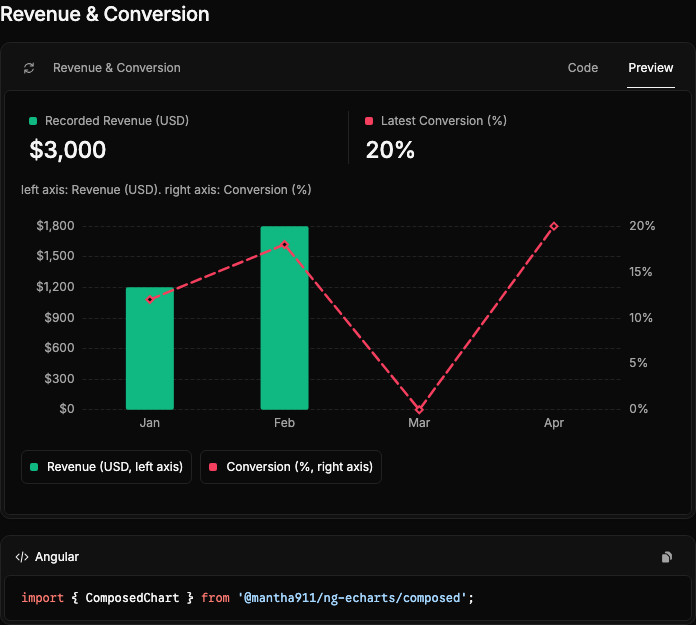 Revenue & Conversion
Revenue & Conversion Code Preview
Recorded Revenue (USD) Latest Conversion (%)
$3,000 20%
left axis: Revenue (USD). right axis: Conversion (%)
$1,800 20%
$1,500
15%
$1,200
$900 10%
$600
5%
$300
$0 0%
Jan Feb Mar Apr
Revenue (USD, left axis) Conversion (%, right axis)
</> Angular
import { ComposedChart } from '@mantha911/ng-echarts/composed';